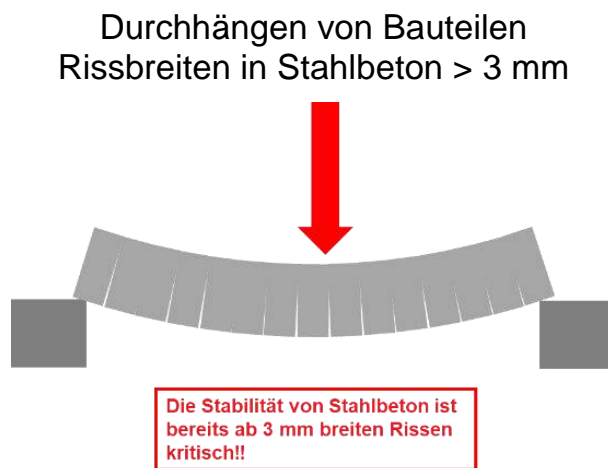 Durchhängen von Bauteilen
Rissbreiten in Stahlbeton > 3 mm
Die Stabilität von Stahlbeton ist
bereits ab 3 mm breiten Rissen
kritisch!!